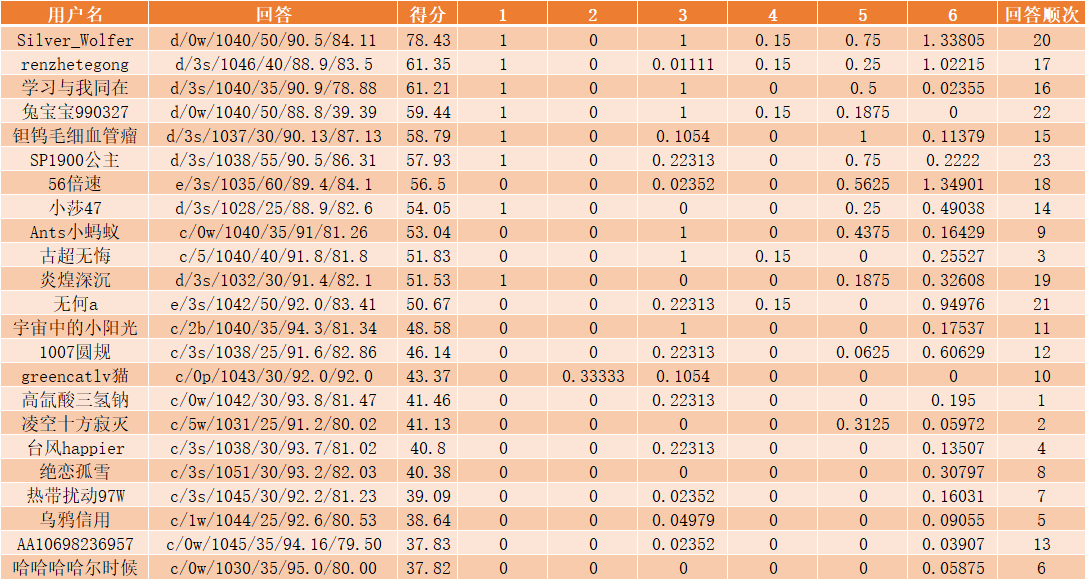 用户名 回答 得分 1 2 3 4 5 6 回答顺次
Silver_Wolfer d/0w/1040/50/90.5/84.11 78.43 1 0 1 0.15 0.75 1.33805 20
renzhetegong d/3s/1046/40/88.9/83.5 61.35 1 0 0.01111 0.15 0.25 1.02215 17
学习与我同在 d/3s/1040/35/90.9/78.88 61.21 1 0 1 0 0.5 0.02355 16
兔宝宝990327 d/0w/1040/50/88.8/39.39 59.44 1 0 1 0.15 0.1875 0 22
钽钨毛细血管瘤 d/3s/1037/30/90.13/87.13 58.79 1 0 0.1054 0 1 0.11379 15
SP1900公主 d/3s/1038/55/90.5/86.31 57.93 1 0 0.22313 0 0.75 0.2222 23
56倍速 e/3s/1035/60/89.4/84.1 56.5 0 0 0.02352 0 0.5625 1.34901 18
小莎47 d/3s/1028/25/88.9/82.6 54.05 1 0 0 0 0.25 0.49038 14
Ants小蚂蚁 c/0w/1040/35/91/81.26 53.04 0 0 1 0 0.4375 0.16429 9
古超无悔 c/5/1040/40/91.8/81.8 51.83 0 0 1 0.15 0 0.25527 3
炎煌深沉 d/3s/1032/30/91.4/82.1 51.53 1 0 0 0 0.1875 0.32608 19
无何a e/3s/1042/50/92.0/83.41 50.67 0 0 0.22313 0.15 0 0.94976 21
宇宙中的小阳光 c/2b/1040/35/94.3/81.34 48.58 0 0 1 0 0 0.17537 11
1007圆规 c/3s/1038/25/91.6/82.86 46.14 0 0 0.22313 0 0.0625 0.60629 12
greencatlv猫 c/0p/1043/30/92.0/92.0 43.37 0 0.33333 0.1054 0 0 0 10
高氙酸三氢钠 c/0w/1042/30/93.8/81.47 41.46 0 0 0.22313 0 0 0.195 1
凌空十方寂灭 c/5w/1031/25/91.2/80.02 41.13 0 0 0 0 0.3125 0.05972 2
台风happier c/3s/1038/30/93.7/81.02 40.8 0 0 0.22313 0 0 0.13507 4
绝恋孤雪 c/3s/1051/30/93.2/82.03 40.38 0 0 0 0 0 0.30797 8
热带扰动97W c/3s/1045/30/92.2/81.23 39.09 0 0 0.02352 0 0 0.16031 7
乌鸦信用 c/1w/1044/25/92.6/80.53 38.64 0 0 0.04979 0 0 0.09055 5
AA10698236957 c/0w/1045/35/94.16/79.50 37.83 0 0 0.02352 0 0 0.03907 13
哈哈哈哈尔时候 c/0w/1030/35/95.0/80.00 37.82 0 0 0 0 0 0.05875 6